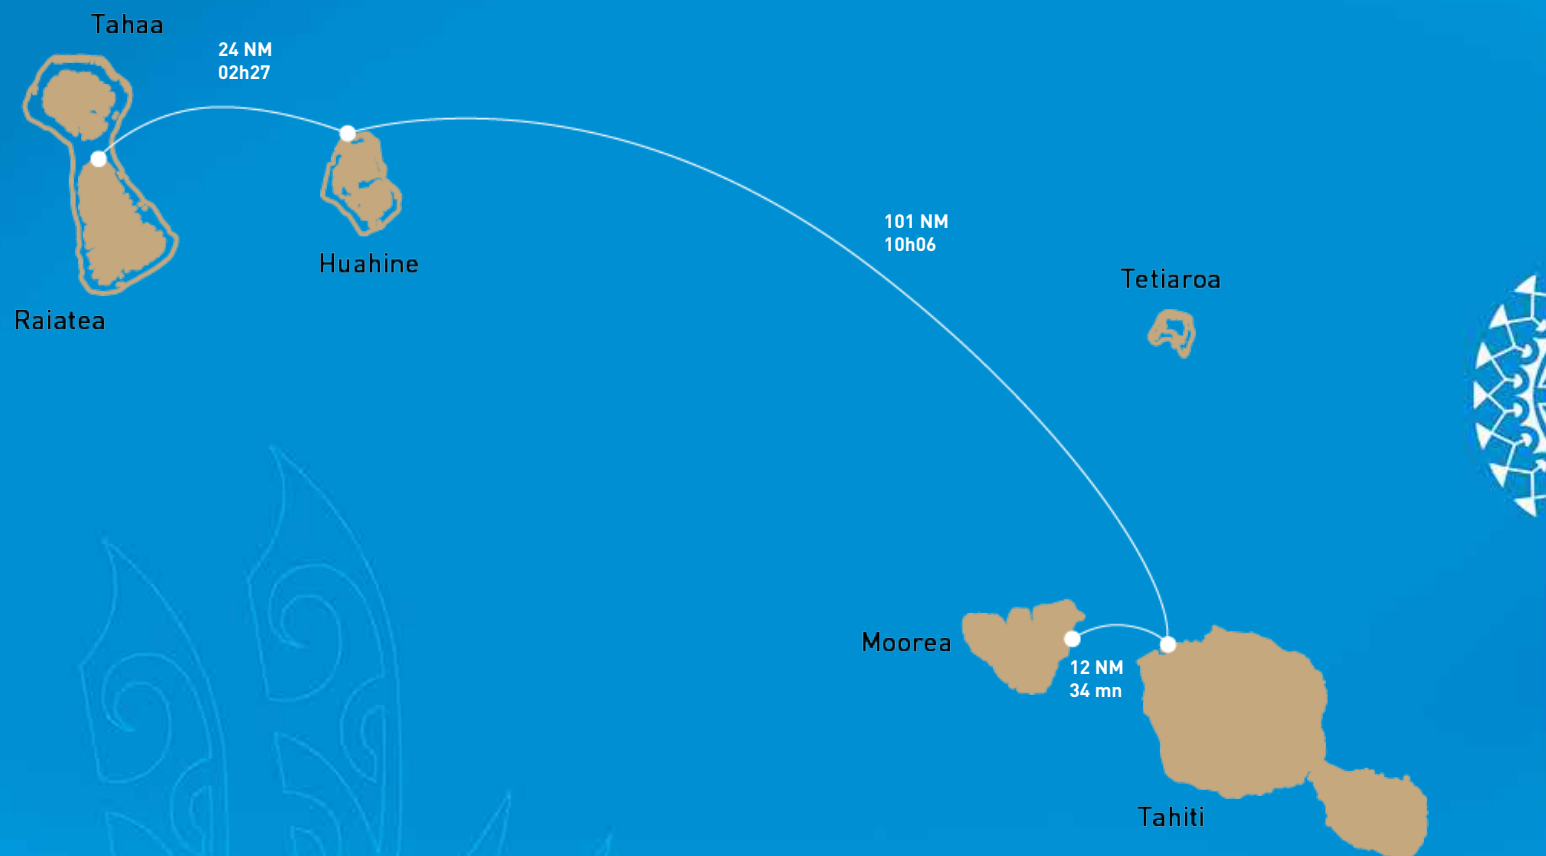 Tahaa
24 NM
02h27
Huahine
Raiatea
101 NM
10h06
Tetiaroa
Moorea
12 NM
34 mn
Tahiti